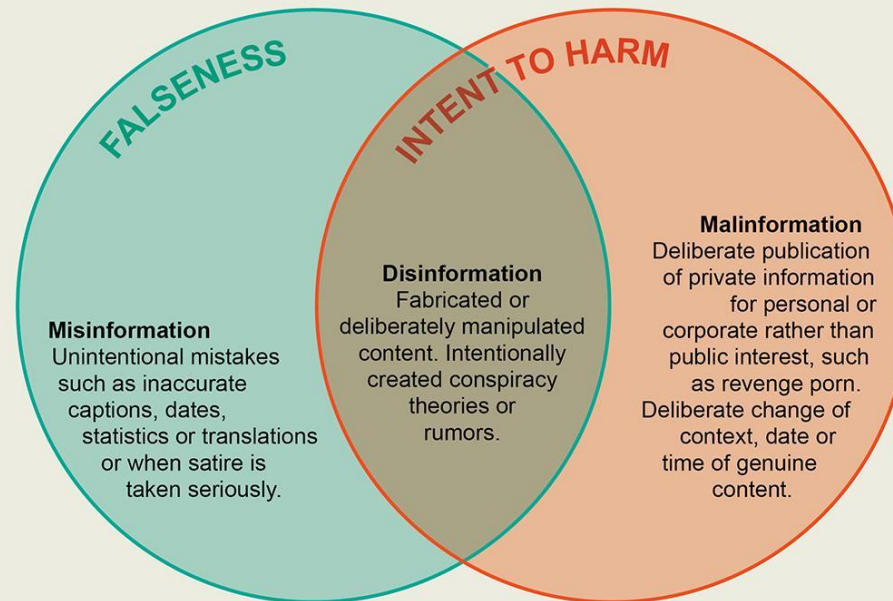 FALSENESS
INTENT TO HARM
Misinformation
Unintentional mistakes
such as inaccurate
captions, dates,
statistics or translations
or when satire is
taken seriously.
Disinformation
Fabricated or
deliberately manipulated
content. Intentionally
created conspiracy
theories or
rumors.
Malinformation
Deliberate publication
of private information
for personal or
corporate rather than
public interest, such
as revenge porn.
Deliberate change of
context, date or
time of genuine
content.